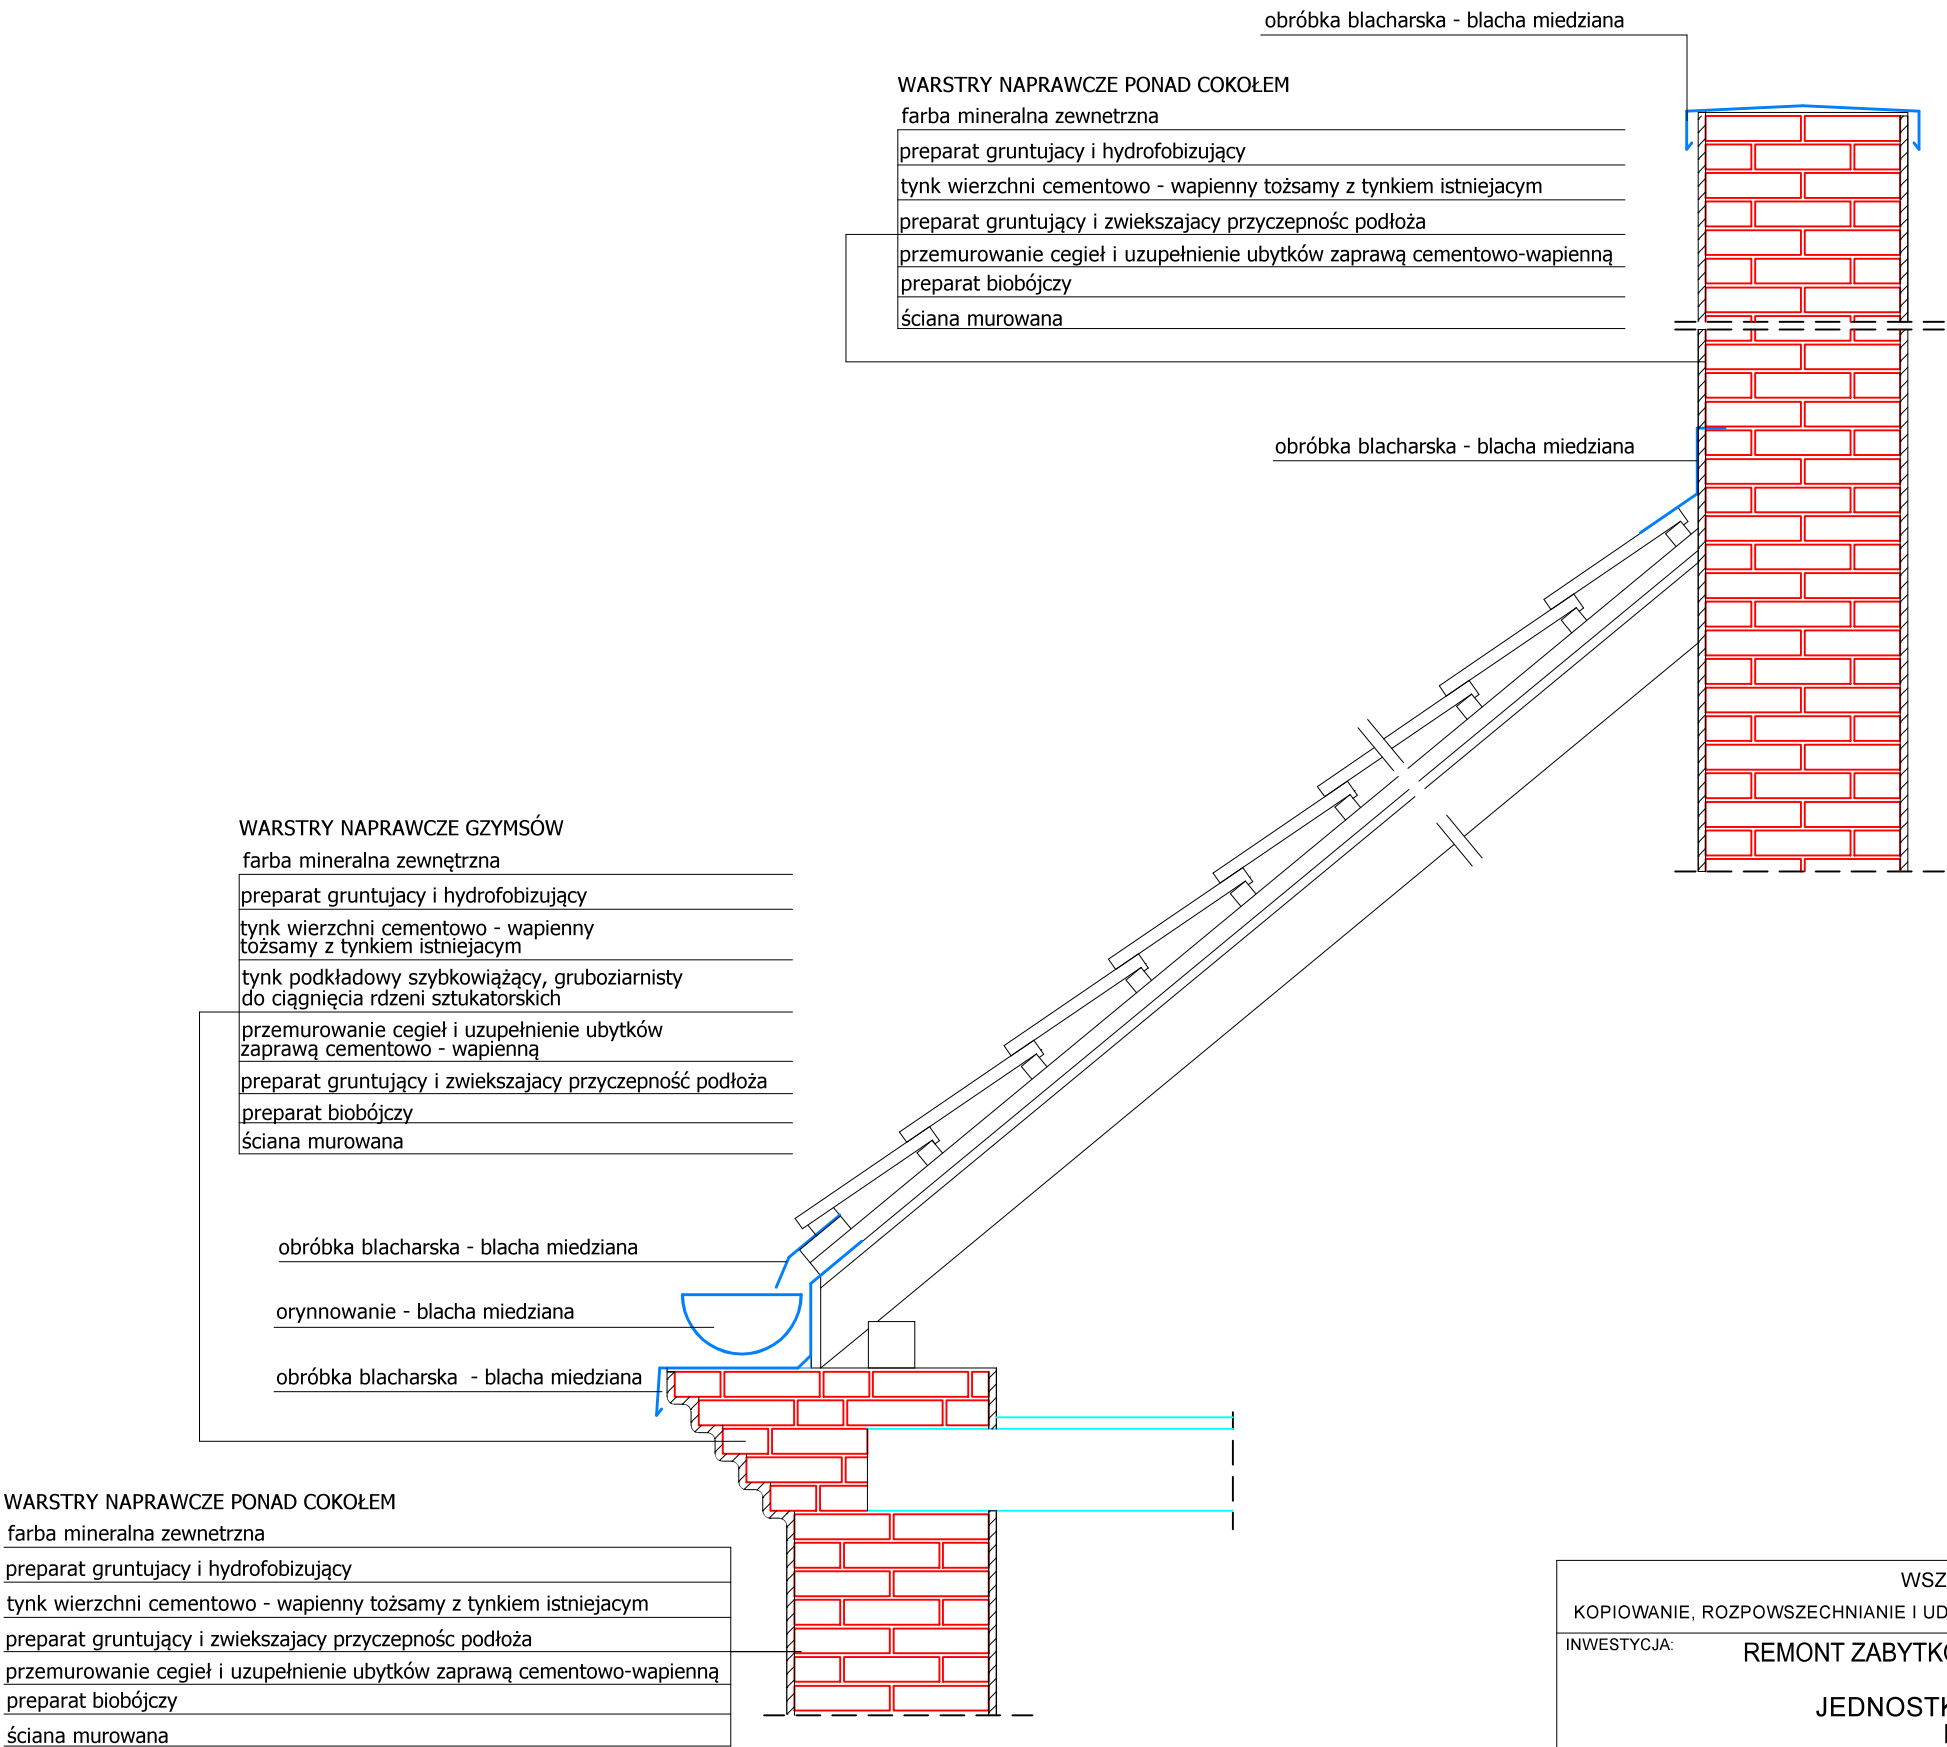 obróbka blacharska - blacha miedziana
WARSTRY NAPRAWCZE PONAD COKOŁEM
farba mineralna zewnetrzna
preparat gruntujacy i hydrofobizujący
tynk wierzchni cementowo - wapienny tożsamy z tynkiem istniejacym
preparat gruntujący i zwiekszajacy przyczepnośc podłoża
przemurowanie cegieł i uzupełnienie ubytków zaprawą cementowo-wapienną
preparat biobójczy
ściana murowana
obróbka blacharska - blacha miedziana
WARSTRY NAPRAWCZE GZYMSÓW
farba mineralna zewnętrzna
preparat gruntujacy i hydrofobizujący
tynk wierzchni cementowo - wapienny
tożsamy z tynkiem istniejacym
tynk podkładowy szybkowiążący, gruboziarnisty
do ciągnięcia rdzeni sztukatorskich
przemurowanie cegieł i uzupełnienie ubytków
zaprawą cementowo - wapienną
preparat gruntujący i zwiekszajacy przyczepność podłoża
preparat biobójczy
ściana murowana
obróbka blacharska - blacha miedziana
orynnowanie - blacha miedziana
obróbka blacharska - blacha miedziana
WARSTRY NAPRAWCZE PONAD COKOŁEM
farba mineralna zewnetrzna
preparat gruntujacy i hydrofobizujący
tynk wierzchni cementowo - wapienny tożsamy z tynkiem istniejacym
preparat gruntujący i zwiekszajacy przyczepnośc podłoża
przemurowanie cegieł i uzupełnienie ubytków zaprawą cementowo-wapienną
preparat biobójczy
ściana murowana
WSZ
KOPIOWANIE, ROZPOWSZECHNIANIE I UD
INWESTYCJA:
REMONT ZABYTK
JEDNOSTK